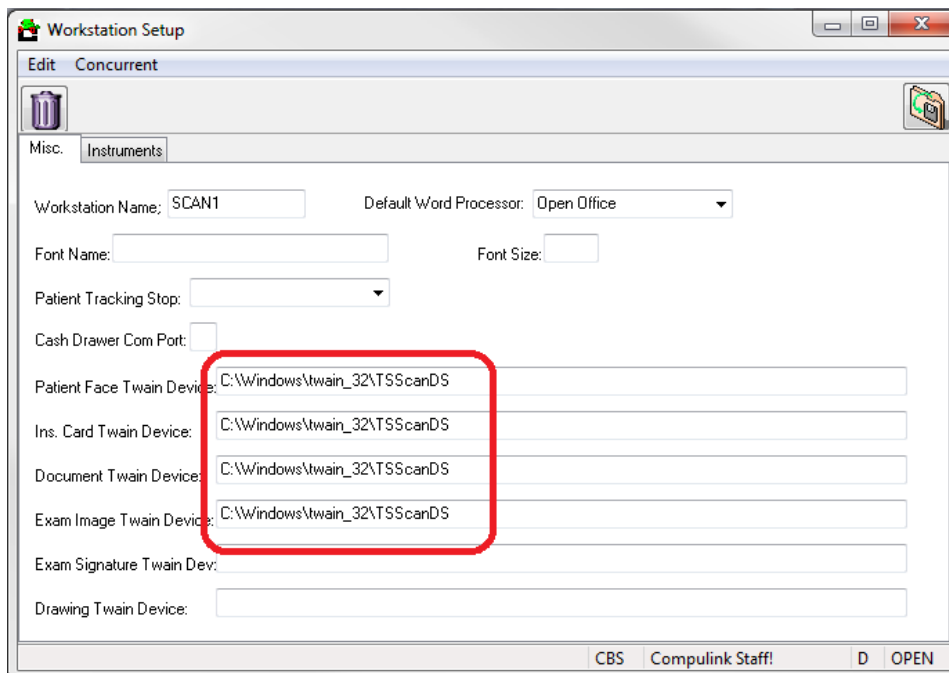 Workstation Setup
Edit Concurrent
Misc. Instruments
Workstation Name; SCAN1 Default Word Processor: Open Office
Font Name: Font Size:
Patient Tracking Stop:
Cash Drawer Com Port:
Patient Face Twain Device: C:\Windows\twain_32\TSScanDS
Ins. Card Twain Device: C:\Windows\twain_32\TSScanDS
Document Twain Device: C:\Windows\twain_32\TSScanDS
Exam Image Twain Device: C:\Windows\twain_32\TSScanDS
Exam Signature Twain Dev:
Drawing Twain Device:
CBS Compulink Staff! D OPEN